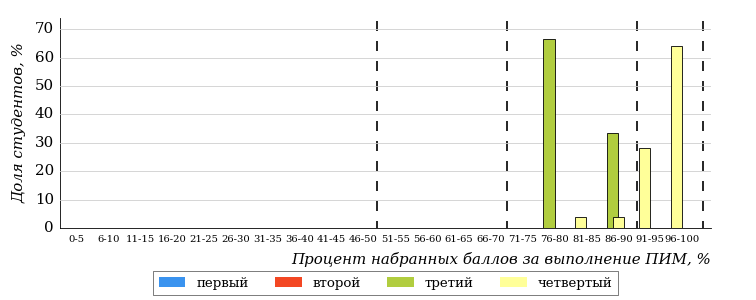 70
60
50
40
30
20
10
0
Доля студентов, %
0-5 6-10 11-15 16-20 21-25 26-30 31-35 36-40 41-45 46-50 51-55 56-60 61-65 66-70 71-75 76-80 81-85 86-90 91-95 96-100
Процент набранных баллов за выполнение ПИМ, %
первый второй третий четвертый